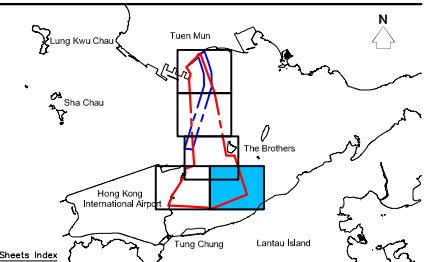 Tuen Mun
N
Lung Kwu Chau
Sha Chau
The Brothers
Hong Kong
International Airport
Tung Chung
Lantau Island
Sheets Index